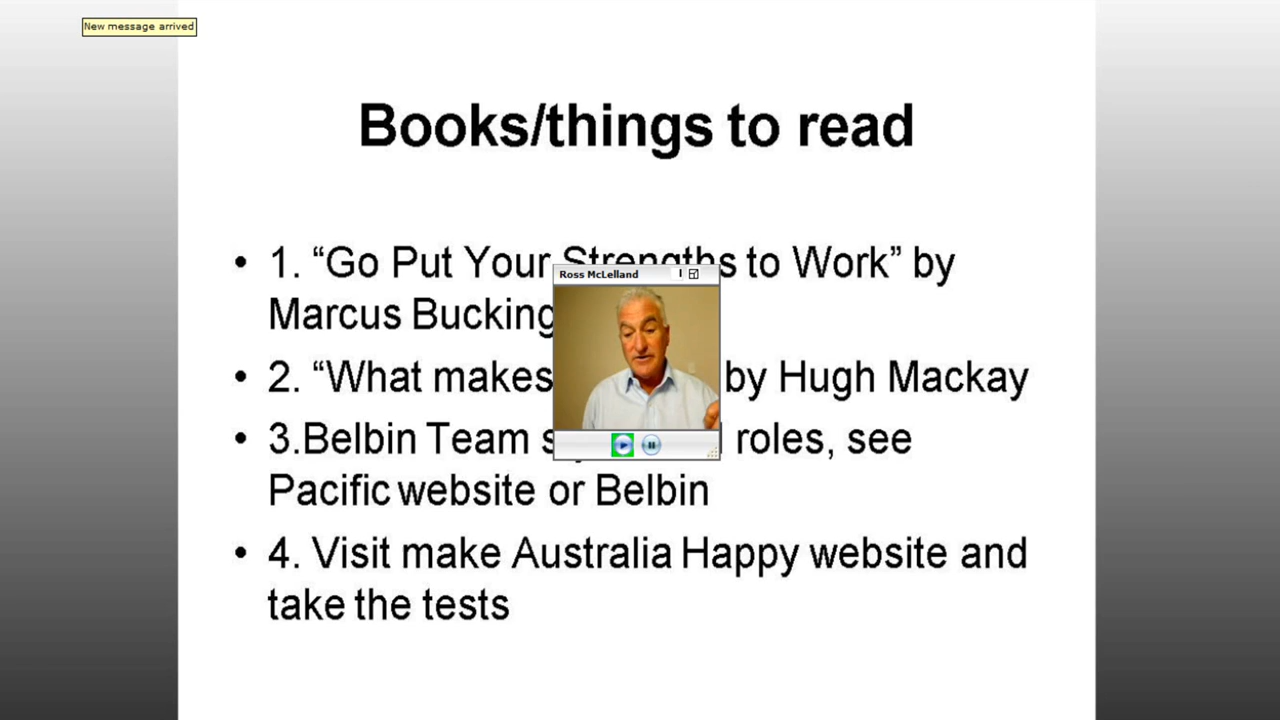 New message arrived
Books/things to read
• 1. “Go Put Your Strengths to Work” by
Marcus
• 2. “What makes by Hugh Mackay
• 3.Belbin Team roles, see
Pacific website or Belbin
• 4. Visit make Australia Happy website and
take the tests
Ross McLelland